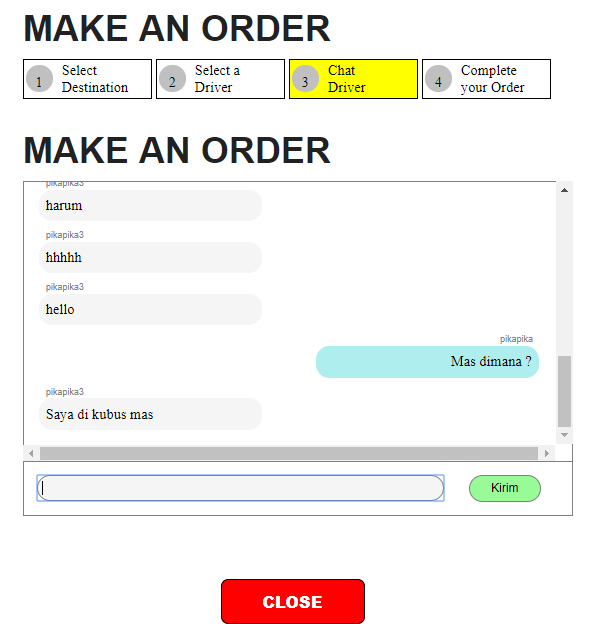 MAKE AN ORDER
1 Select
Destination
2 Select a
Driver
3 Chat
Driver
4 Complete
your Order
MAKE AN ORDER
pikapika3
harum
pikapika3
hhhhh
pikapika3
hello
pikapika
Mas dimana ?
pikapika3
Saya di kubus mas
Kirim
CLOSE